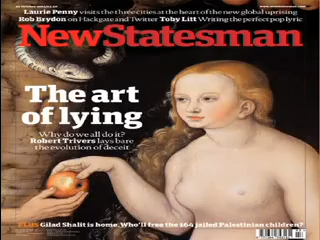 Laurie Penny visits the three cities at the heart of the new global uprising
Rob Brydon on Hackgate and Twitter Toby Litt Writing the perfect pop lyric
NewStatesman
The art
of lying
Why do we all do it?
Robert Trivers lays bare
the evolution of deceit
PLUS Gilad Shalit is home. Who'll free the 164 jailed Palestinian children?